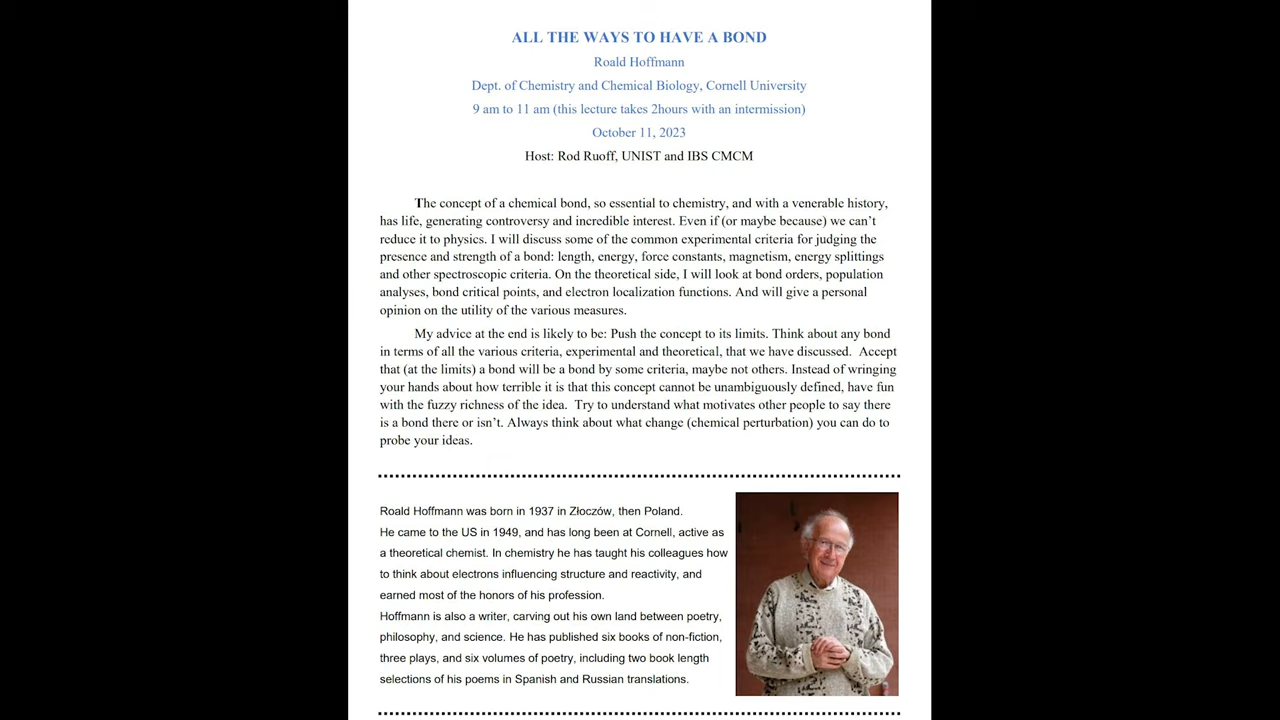 ALL THE WAYS TO HAVE A BOND
Roald Hoffmann
Dept. of Chemistry and Chemical Biology, Cornell University
9 am to 11 am (this lecture takes 2hours with an intermission)
October 11, 2023
Host: Rod Ruoff, UNIST and IBS CMCM
The concept of a chemical bond, so essential to chemistry, and with a venerable history,
has life, generating controversy and incredible interest. Even if (or maybe because) we can't
reduce it to physics. I will discuss some of the common experimental criteria for judging the
presence and strength of a bond: length, energy, force constants, magnetism, energy splittings
and other spectroscopic criteria. On the theoretical side, I will look at bond orders, population
analyses, bond critical points, and electron localization functions. And will give a personal
opinion on the utility of the various measures.
My advice at the end is likely to be: Push the concept to its limits. Think about any bond
in terms of all the various criteria, experimental and theoretical, that we have discussed.  Accept
that (at the limits) a bond will be a bond by some criteria, maybe not others. Instead of wringing
your hands about how terrible it is that this concept cannot be unambiguously defined, have fun
with the fuzzy richness of the idea.  Try to understand what motivates other people to say there
is a bond there or isn't. Always think about what change (chemical perturbation) you can do to
probe your ideas.
Roald Hoffmann was born in 1937 in Złoczów, then Poland.
He came to the US in 1949, and has long been at Cornell, active as
a theoretical chemist. In chemistry he has taught his colleagues how
to think about electrons influencing structure and reactivity, and
earned most of the honors of his profession.
Hoffmann is also a writer, carving out his own land between poetry,
philosophy, and science. He has published six books of non-fiction,
three plays, and six volumes of poetry, including two book length
selections of his poems in Spanish and Russian translations.